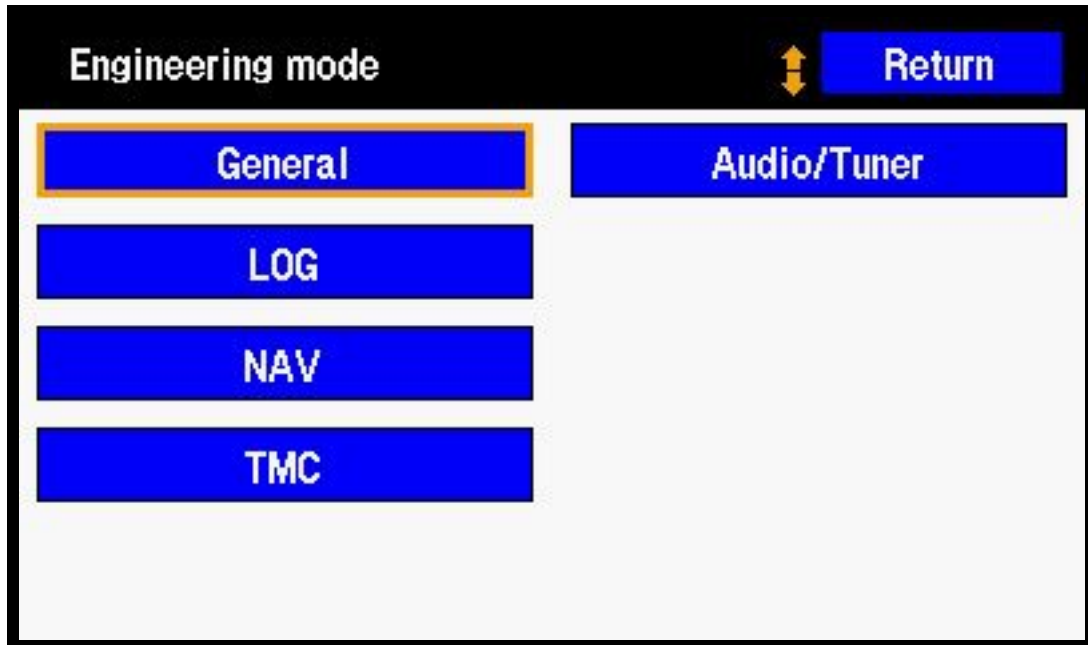 Engineering mode
Return
General
Audio/Tuner
LOG
NAV
TMC